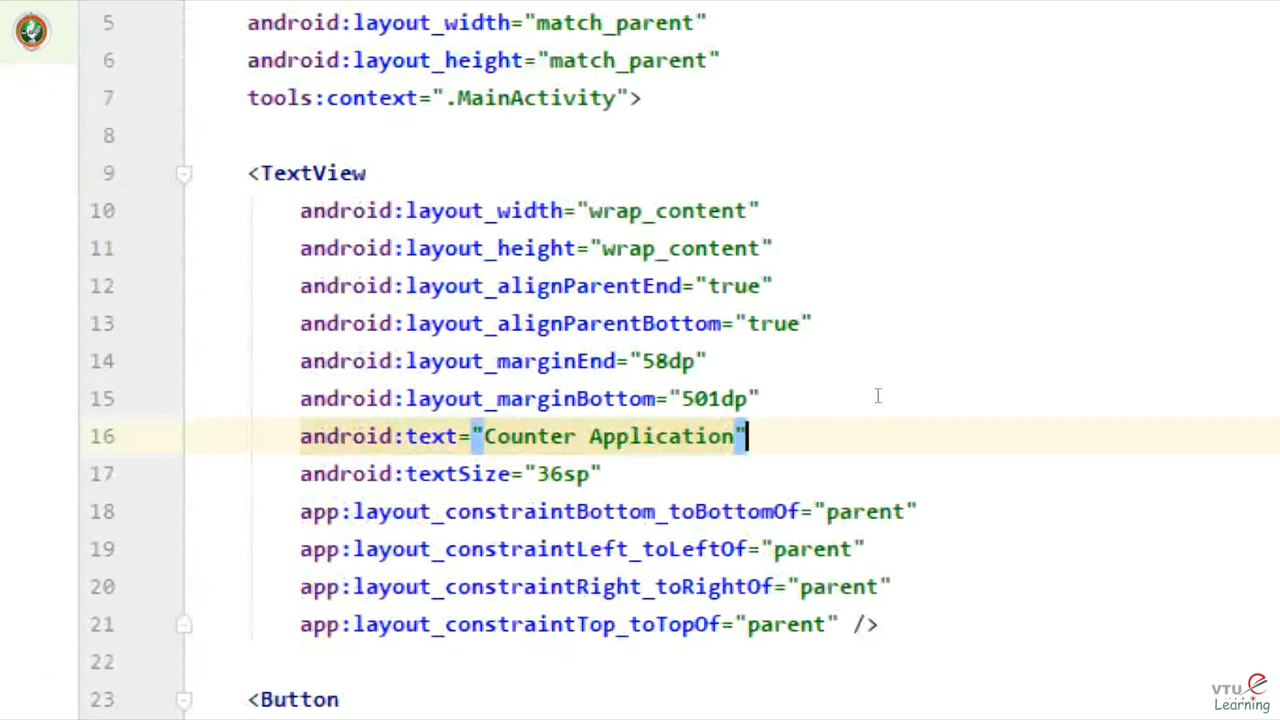 5 android:layout_width="match_parent"
6 android:layout_height="match_parent"
7 tools:context=".MainActivity">
8
9 <TextView
10 android:layout_width="wrap_content"
11 android:layout_height="wrap_content"
12 android:layout_alignParentEnd="true"
13 android:layout_alignParentBottom="true"
14 android:layout_marginEnd="58dp"
15 android:layout_marginBottom="501dp"
16 android:text="Counter Application"
17 android:textSize="36sp"
18 app:layout_constraintBottom_toBottomOf="parent"
19 app:layout_constraintLeft_toLeftOf="parent"
20 app:layout_constraintRight_toRightOf="parent"
21 app:layout_constraintTop_toTopOf="parent" />
22
23 <Button
VTU e
Learning